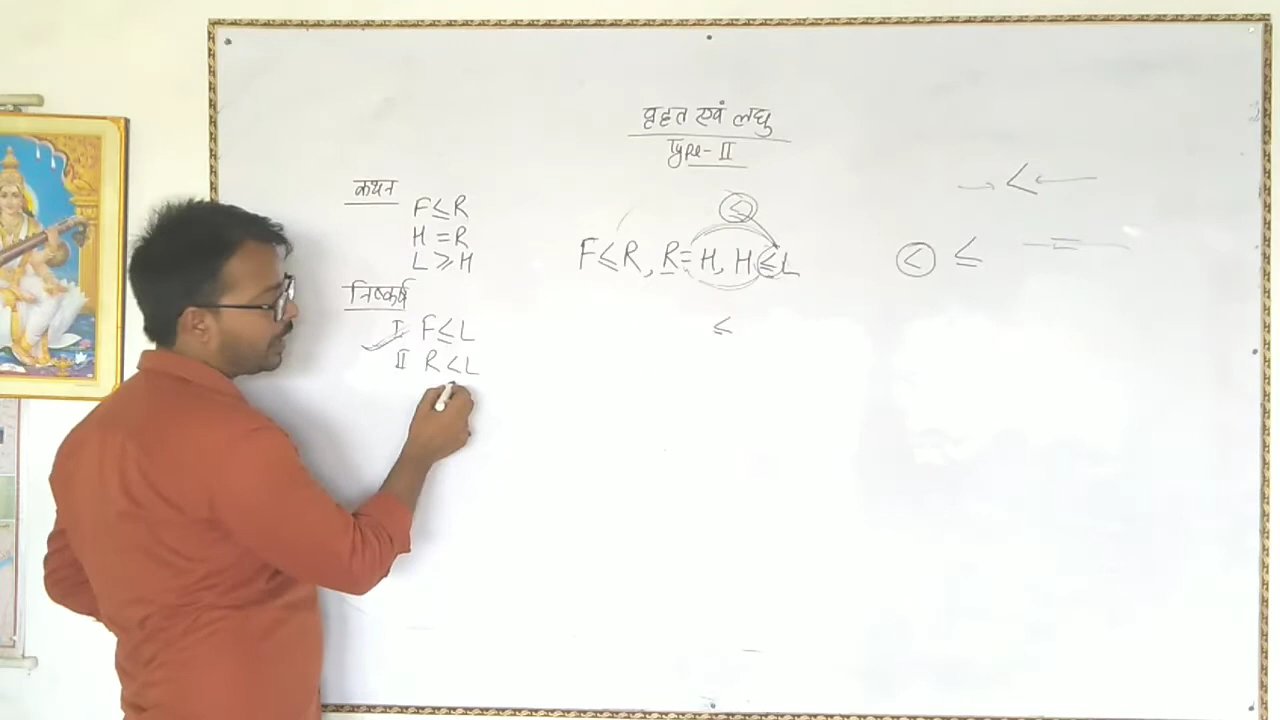 वृहत एवं लघु
Type-II
कथन
F≤R
H=R
L≥H
निष्कर्ष
I F≤L
II R<L
F≤R, R=H, H≤L
≤
≤
<
< ≤ =